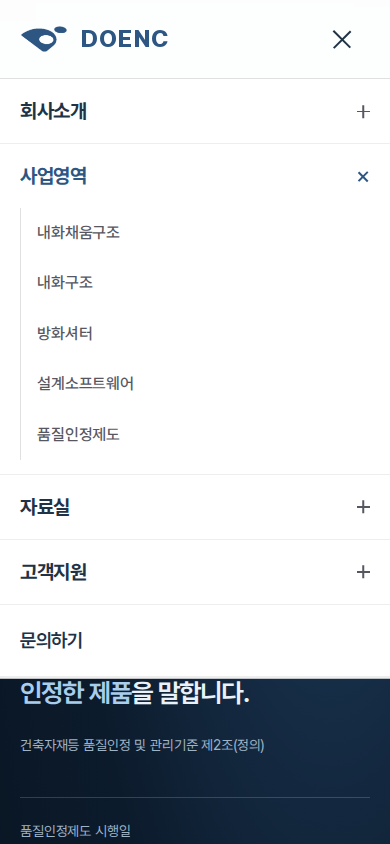 DOENC
회사소개
사업영역
내화채움구조
내화구조
방화셔터
설계소프트웨어
품질인정제도
자료실
고객지원
문의하기
인정한 제품을 말합니다.
건축자재등 품질인정 및 관리기준 제2조(정의)
품질인정제도 시행일